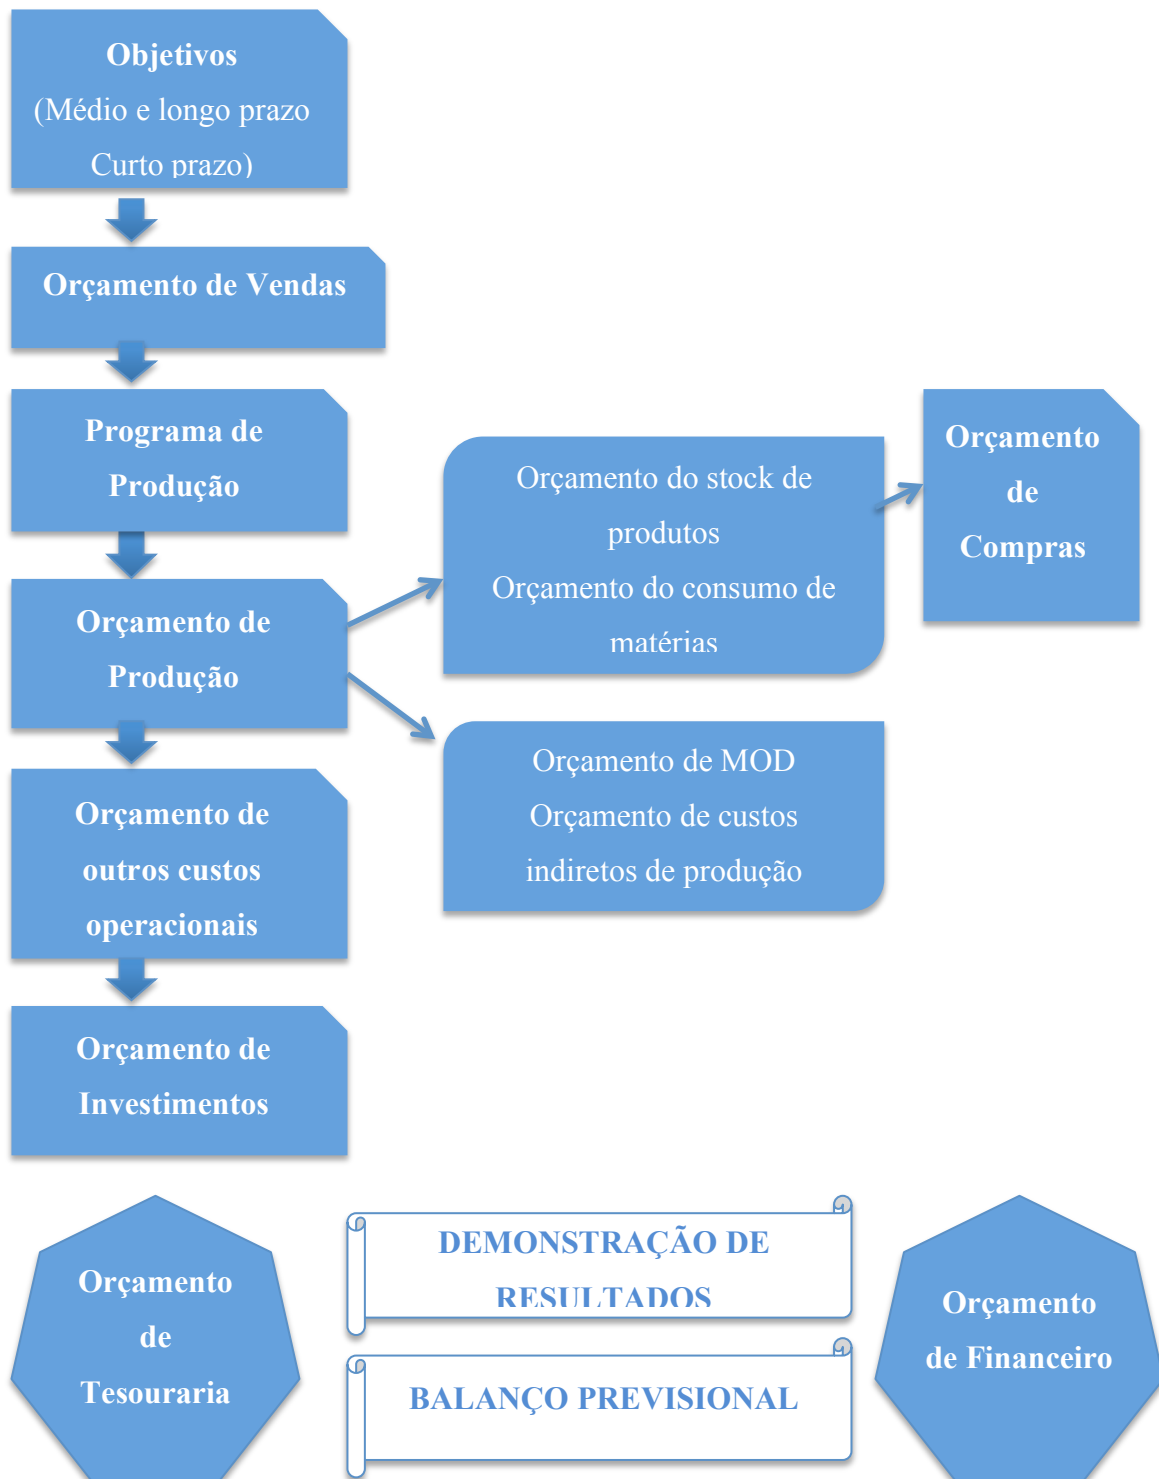 Objetivos
(Médio e longo prazo
Curto prazo)
Orçamento de Vendas
Programa de
Produção
Orçamento de
Produção
Orçamento de
outros custos
operacionais
Orçamento de
Investimentos
Orçamento do stock de
produtos
Orçamento do consumo de
matérias
Orçamento de MOD
Orçamento de custos
indiretos de produção
Orçamento
de
Compras
Orçamento
de
Tesouraria
DEMONSTRAÇÃO DE
RESULTADOS
BALANÇO PREVISIONAL
Orçamento
de Financeiro